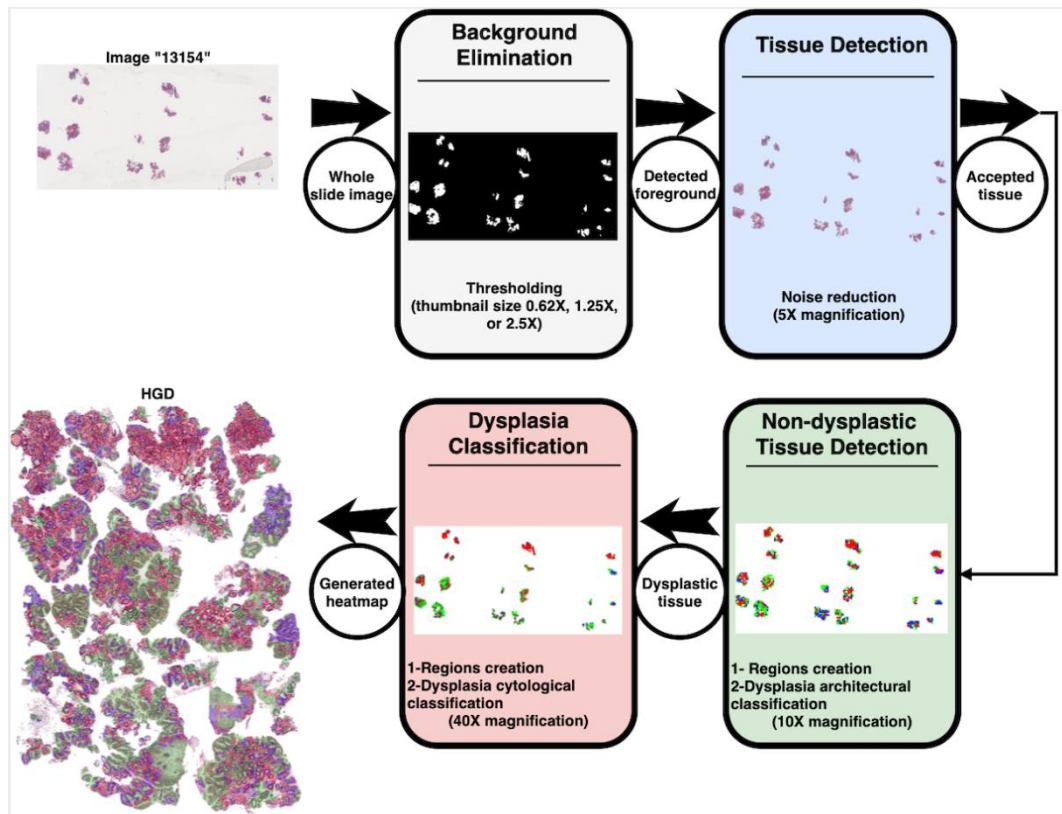 Image "13154"
Whole
slide image
Background
Elimination
Thresholding
(thumbnail size 0.62X, 1.25X,
or 2.5X)
Detected
foreground
Tissue Detection
Noise reduction
(5X magnification)
Accepted
tissue
Non-dysplastic
Tissue Detection
1- Regions creation
2-Dysplasia architectural
classification
(10X magnification)
Dysplastic
tissue
Dysplasia
Classification
1-Regions creation
2-Dysplasia cytological
classification
(40X magnification)
Generated
heatmap
HGD